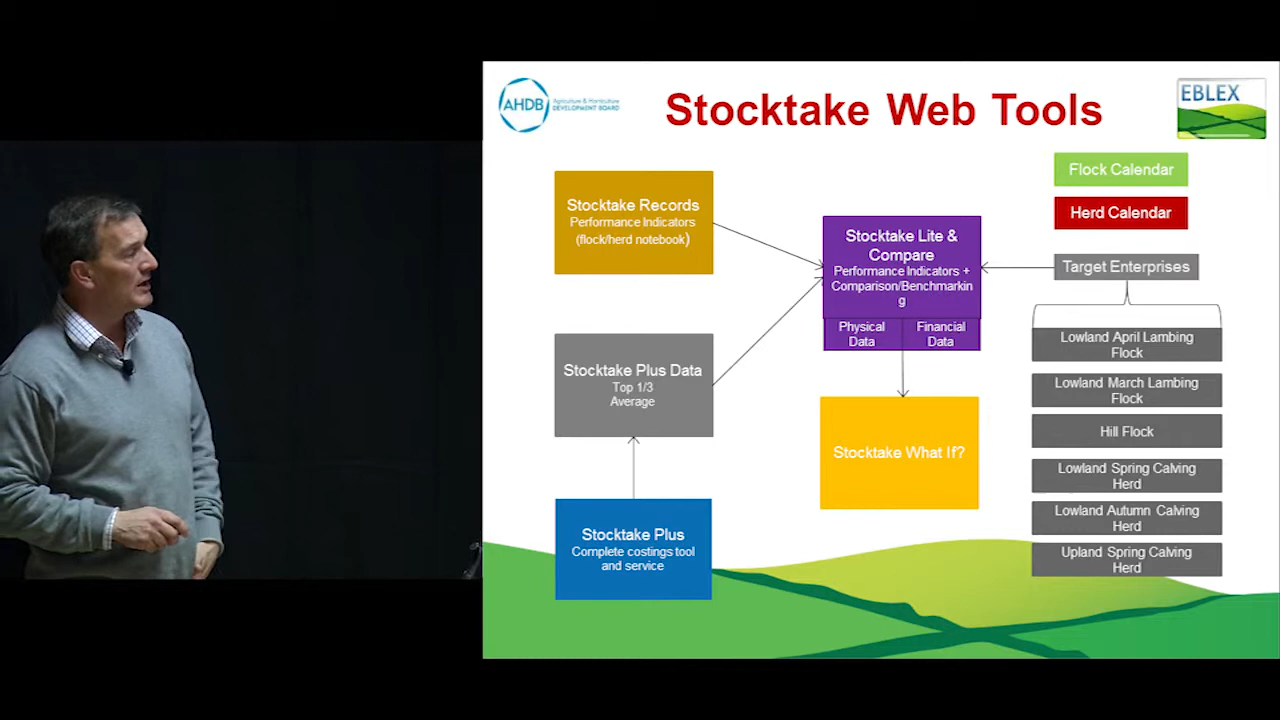 AHDB
Agriculture & Horticulture
DEVELOPMENT BOARD
Stocktake Web Tools
EBLEX
Flock Calendar
Herd Calendar
Stocktake Records
Performance Indicators
(flock/herd notebook)
Stocktake Lite &
Compare
Performance Indicators +
Comparison/Benchmarkin
g
Physical
Data
Financial
Data
Target Enterprises
Stocktake Plus Data
Top 1/3
Average
Stocktake What If?
Stocktake Plus
Complete costings tool
and service
Lowland April Lambing
Flock
Lowland March Lambing
Flock
Hill Flock
Lowland Spring Calving
Herd
Lowland Autumn Calving
Herd
Upland Spring Calving
Herd